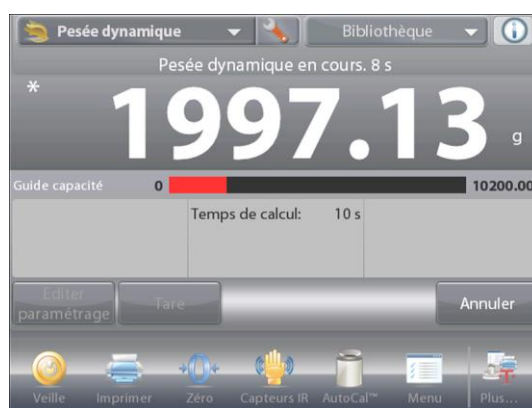 Pesée dynamique
Bibliothèque
Pesée dynamique en cours. 8 s
*
1997.13 g
Guide capacité 0 10200.00
Temps de calcul: 10 s
Editer
paramétrage
Tare
Annuler
Veille Imprimer Zéro Capteurs IR AutoCal™ Menu Plus...